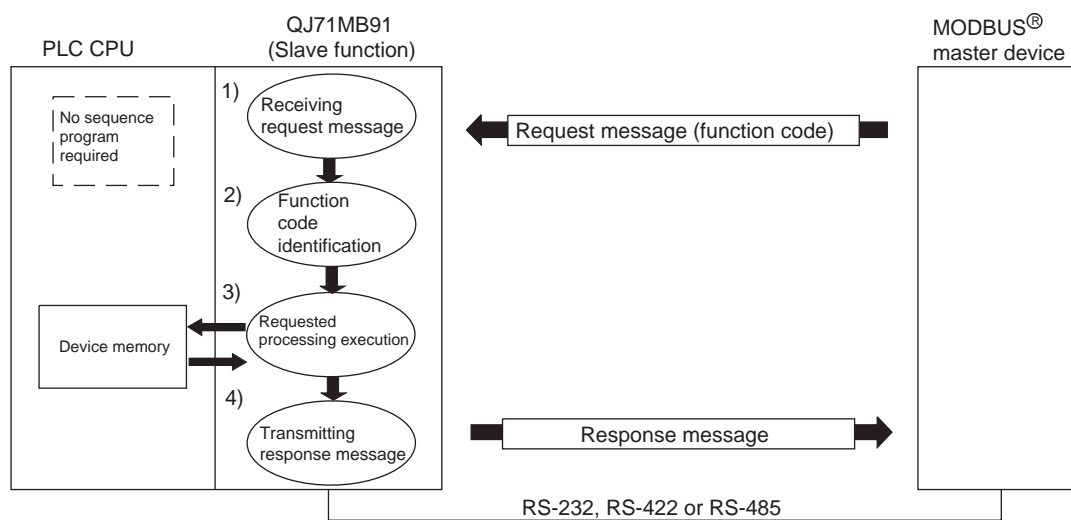 QJ71MB91
(Slave function)
PLC CPU
MODBUS®
master device
No sequence
program
required
1)
Receiving
request message
Request message (function code)
2)
Function
code
identification
3)
Requested
processing execution
Device memory
4)
Transmitting
response message
Response message
RS-232, RS-422 or RS-485